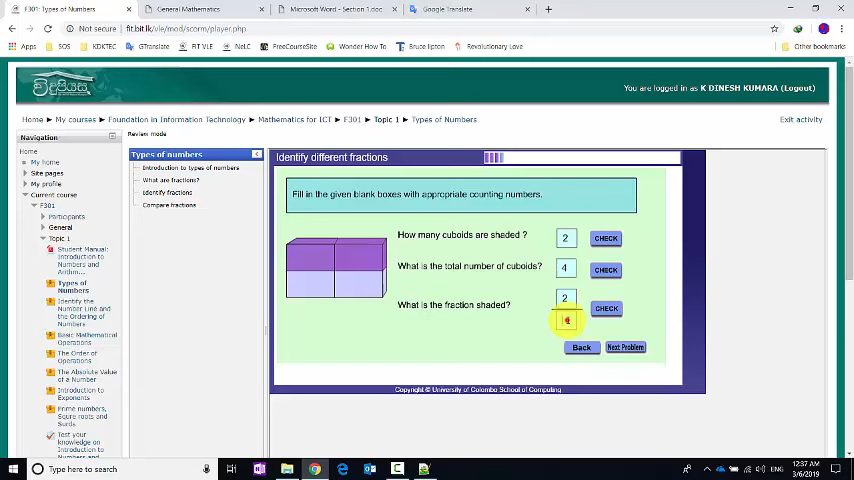 F301: Types of Numbers
General Mathematics
Microsoft Word - Section 1.doc
Google Translate
Not secure
fit.bit.lk/vle/mod/scorm/player.php
Apps
SOS
KDKTEC
GTranslate
FIT VLE
NeLC
FreeCourseSite
Wonder How To
Bruce lipton
Revolutionary Love
Other bookmarks
You are logged in as K DINESH KUMARA (Logout)
Home ▶ My courses ▶ Foundation in Information Technology ▶ Mathematics for ICT ▶ F301 ▶ Topic 1 ▶ Types of Numbers
Exit activity
Navigation
Home
My home
Site pages
My profile
Current course
F301
Participants
General
Topic 1
Student Manual:
Introduction to
Numbers and
Arithm...
Types of
Numbers
Identify the
Number Line and
the Ordering of
Numbers
Basic Mathematical
Operations
The Order of
Operations
The Absolute Value
of a Number
Introduction to
Exponents
Prime numbers,
Squre roots and
Surds
Test your
knowledge on
Introduction to
Review mode
Types of numbers
Introduction to types of numbers
What are fractions?
Identify fractions
Compare fractions
Identify different fractions
Fill in the given blank boxes with appropriate counting numbers.
How many cuboids are shaded ?
2
CHECK
What is the total number of cuboids?
4
CHECK
What is the fraction shaded?
2
CHECK
Back
Next Problem
Copyright © University of Colombo School of Computing
Type here to search
ENG
12:37 AM
3/6/2019